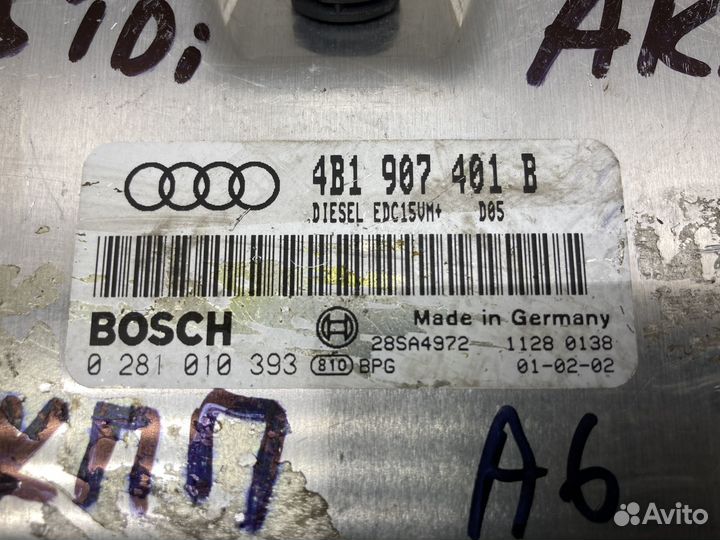 4B1 907 401 B
DIESEL EDC15VM+ D05
BOSCH
Made in Germany
28SA4972 1128 0138
0 281 010 393 810 BPG 01-02-02
КПП
A6
Avito